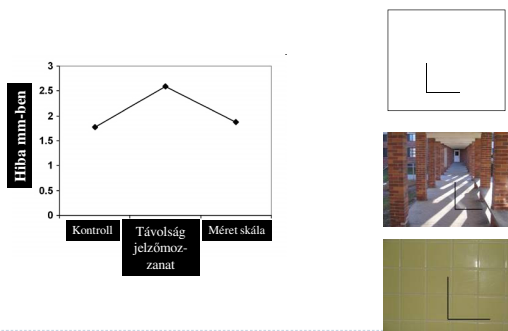 3
2.5
2
1.5
1
0.5
0
Hiba mm-ben
Kontroll
Távolság
jelzőmoz-
zanat
Méret skála